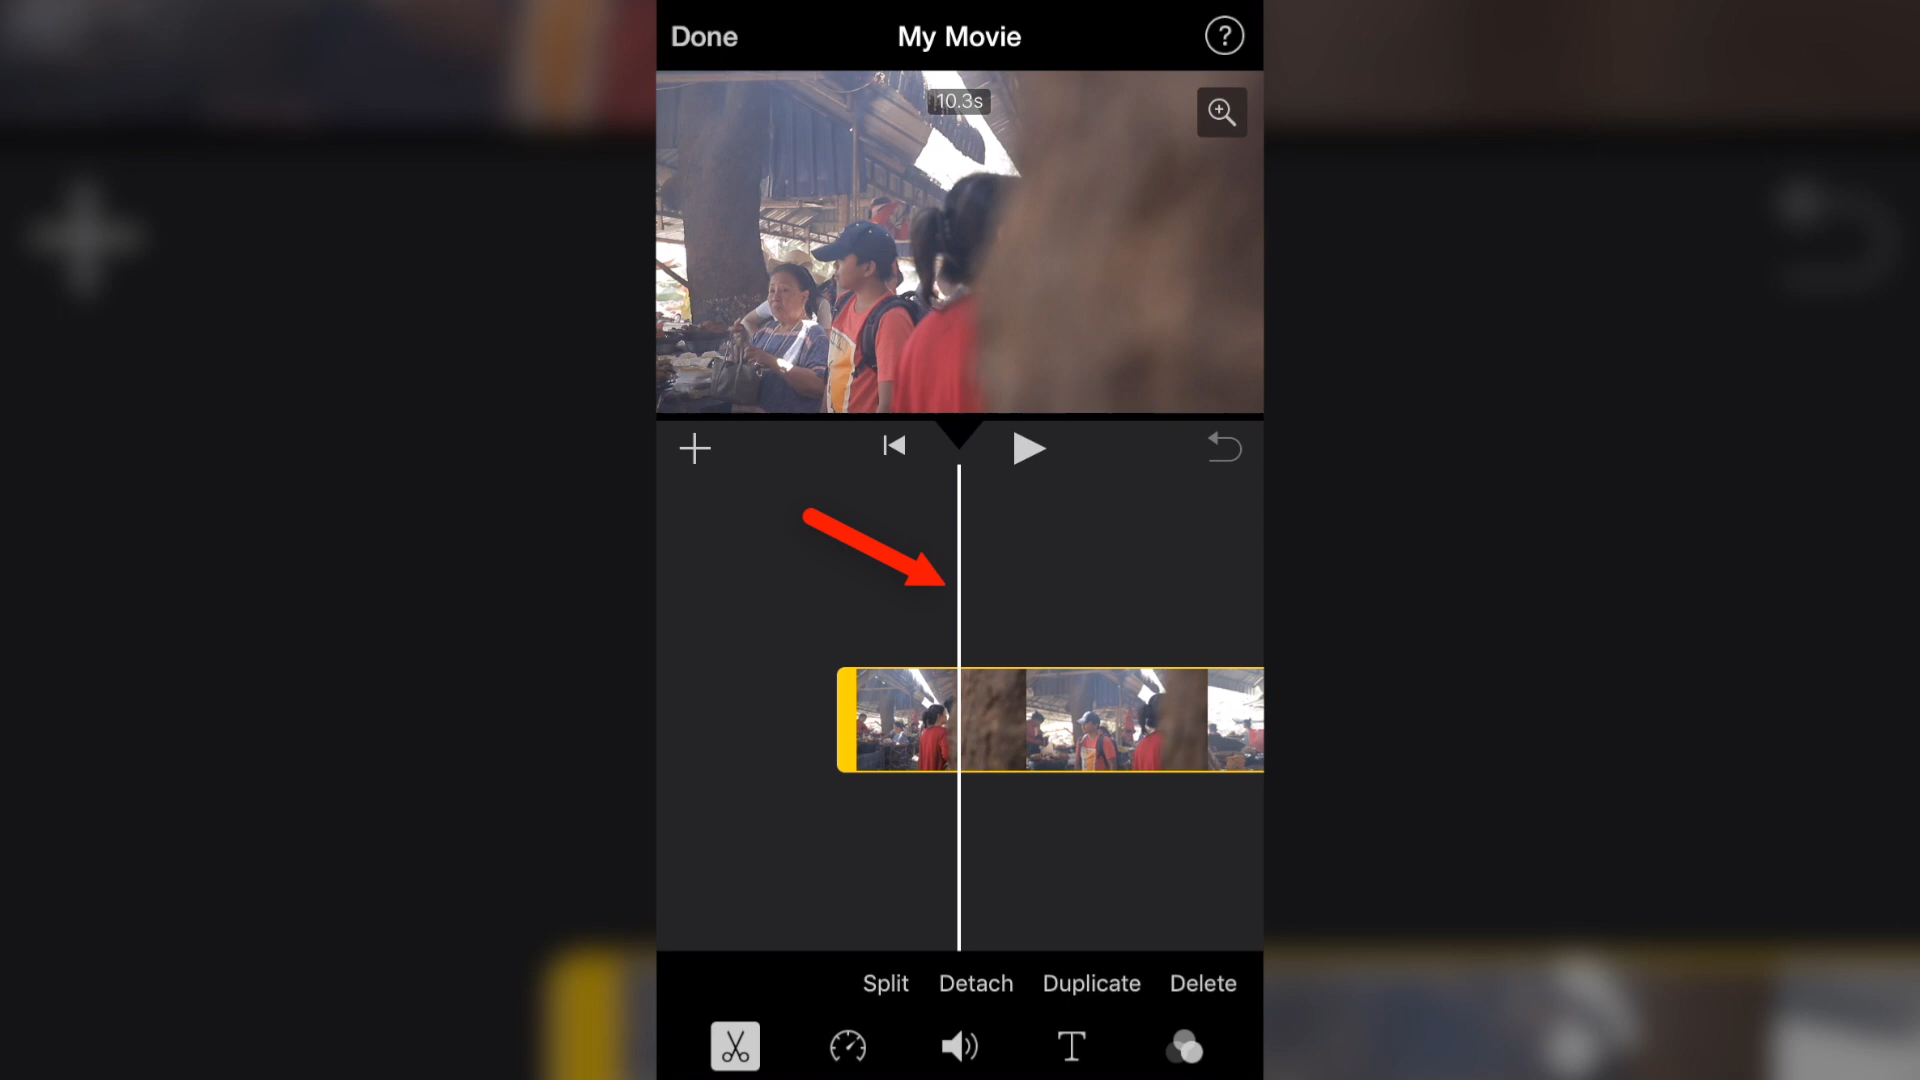 Done
My Movie
?
10.3s
Split
Detach
Duplicate
Delete
T